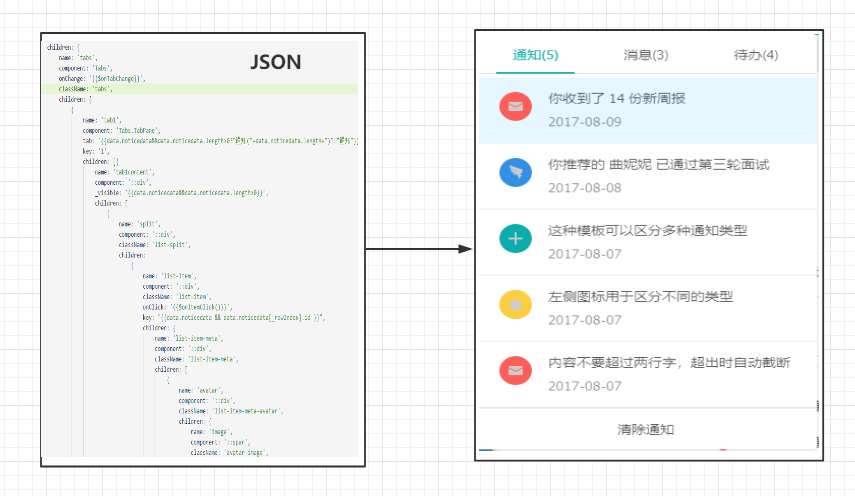 JSON
children: {
name: 'tabs',
component: 'Tabs',
onChange: '{{$onTabChange}}',
className: 'tabs',
children: [
{
name: 'tab1',
component: 'Tabs.TabPane',
tab: '{{data.noticedata&&data.noticedata.length>0?"通知("+data.noticedata.length+")":"通知"}}
key: '1',
children: [{
name: 'tab1content',
component: '::div',
_visible: '{{data.noticedata&&data.noticedata.length>0}}',
children: [
{
name: 'split',
component: '::div',
className: 'list-split',
children:
{
name: 'list-item',
component: '::div',
className: 'list-item',
onClick: '{{$onItemClick()}}',
key: "{{data.noticedata && data.noticedata[_rowIndex].id }}",
children: {
name: 'list-item-meta',
component: '::div',
className: 'list-item-meta',
children: [
{
name: 'avatar',
component: '::div',
className: 'list-item-meta-avatar',
children: {
name: 'image',
component: '::span',
className: 'avatar-image',
通知(5) 消息(3) 待办(4)
你收到了 14 份新周报
2017-08-09
你推荐的 曲妮妮 已通过第三轮面试
2017-08-08
这种模板可以区分多种通知类型
2017-08-07
左侧图标用于区分不同的类型
2017-08-07
内容不要超过两行字，超出时自动截断
2017-08-07
清除通知